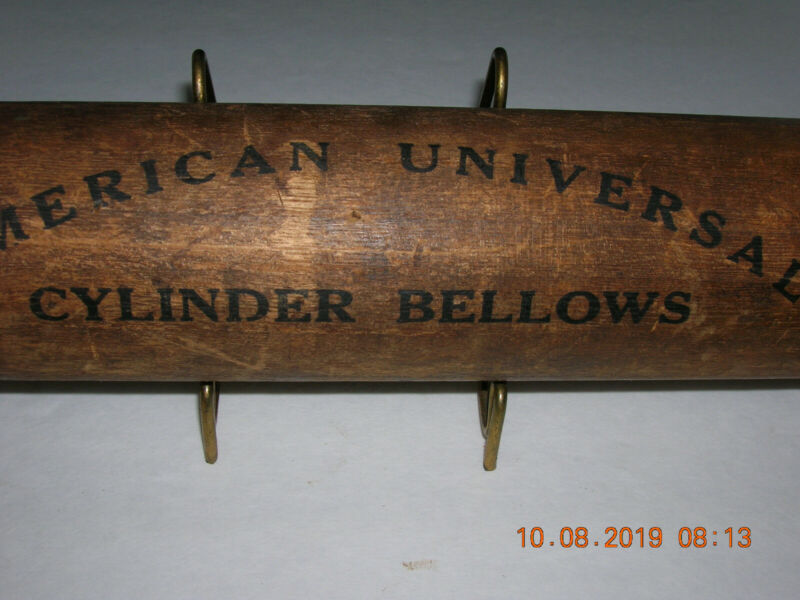 MERICAN UNIVERSAL
CYLINDER BELLOWS
10.08.2019 08:13